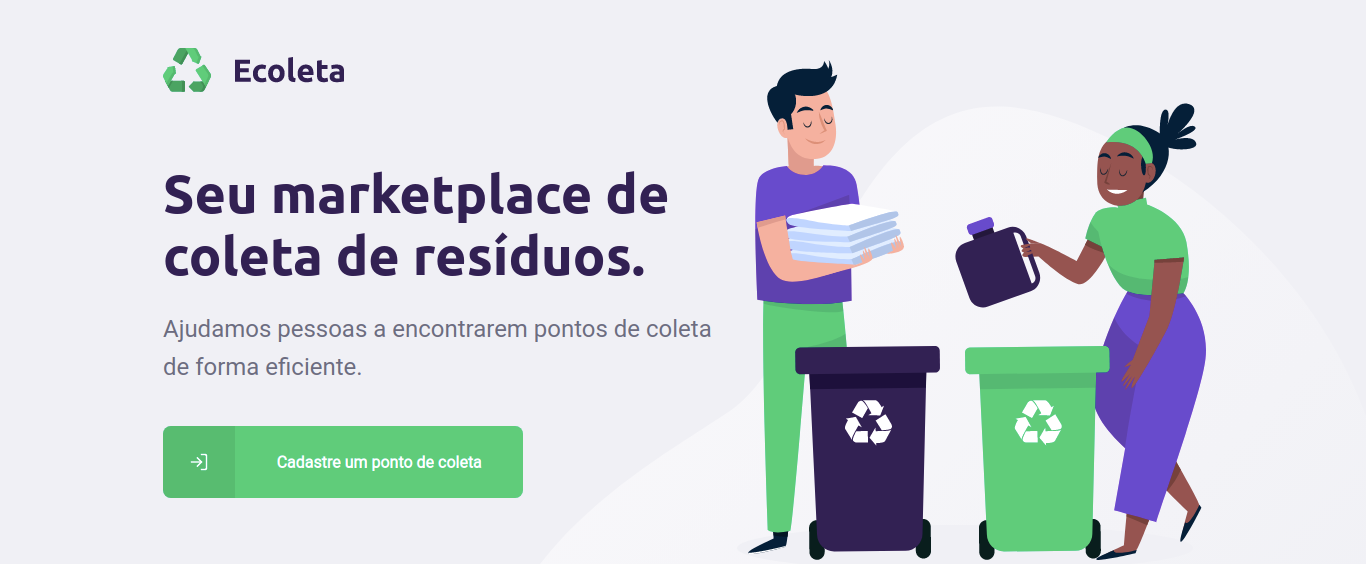 Ecoleta
Seu marketplace de
coleta de resíduos.
Ajudamos pessoas a encontrarem pontos de coleta
de forma eficiente.
Cadastre um ponto de coleta